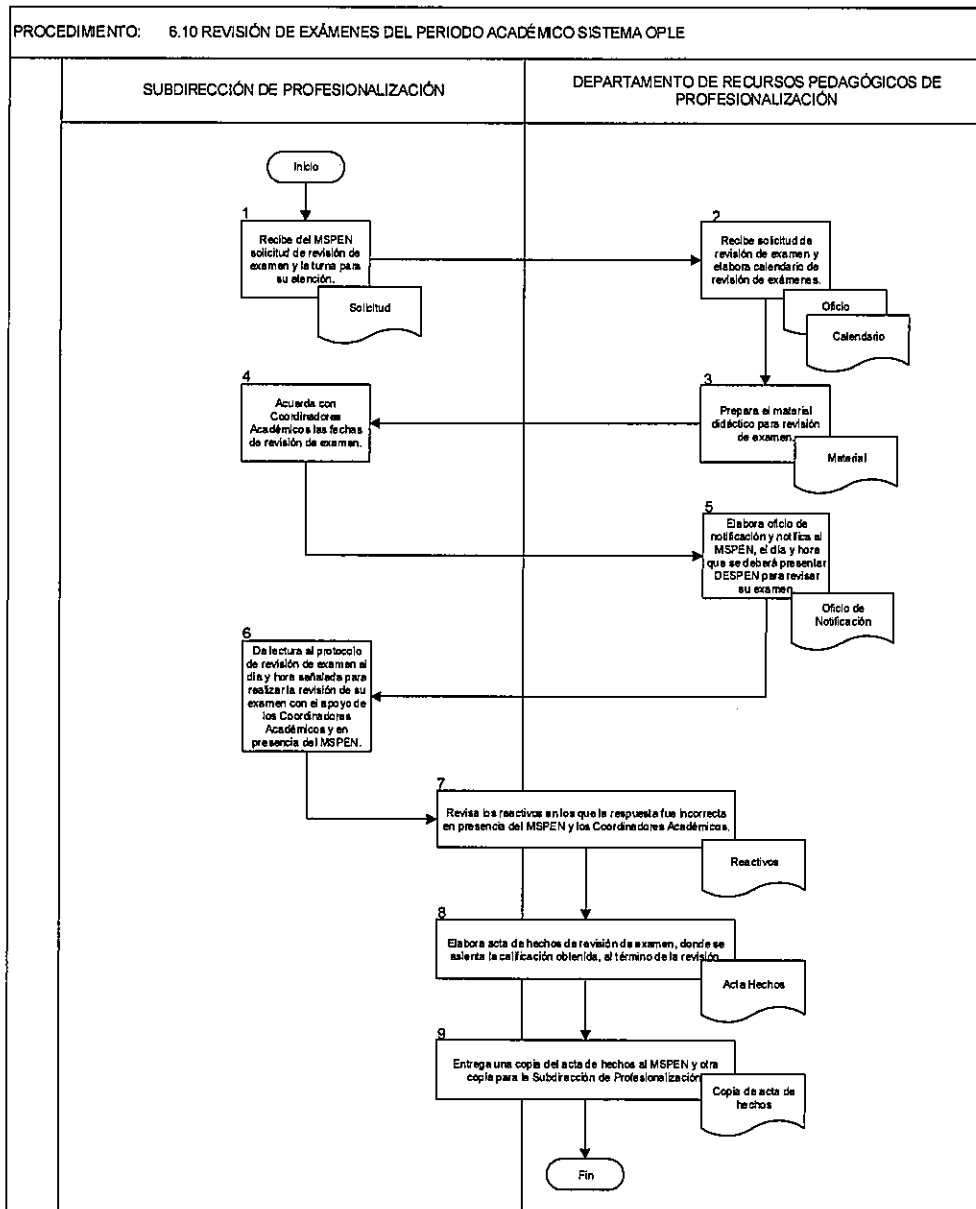 PROCEDIMIENTO: 6.10 REVISIÓN DE EXÁMENES DEL PERIODO ACADÉMICO SISTEMA OPLE
SUBDIRECCIÓN DE PROFESIONALIZACIÓN
DEPARTAMENTO DE RECURSOS PEDAGÓGICOS DE
PROFESIONALIZACIÓN
Inicio
1
Recibe del MSPEN
solicitud de revisión de
examen y la turna para
su atención.
Solicitud
2
Recibe solicitud de
revisión de examen y
elabora calendario de
revisión de exámenes.
Oficio
Calendario
3
Prepara el material
didáctico para revisión
de examen.
Material
4
Acuerda con
Coordinadores
Académicos las fechas
de revisión de examen.
5
Elabora oficio de
notificación y notifica al
MSPEN, el día y hora
que se deberá presentar
DESPEN para revisar
su examen.
Oficio de
Notificación
6
Da lectura al protocolo
de revisión de examen al
día y hora señalada para
realizar la revisión de su
examen con el apoyo de
los Coordinadores
Académicos y en
presencia del MSPEN.
7
Revisa los reactivos en los que la respuesta fue incorrecta
en presencia del MSPEN y los Coordinadores Académicos.
Reactivos
8
Elabora acta de hechos de revisión de examen, donde se
asienta la calificación obtenida, al término de la revisión
Acta Hechos
9
Entrega una copia del acta de hechos al MSPEN y otra
copia para la Subdirección de Profesionalización
Copia de acta de
hechos
Fin